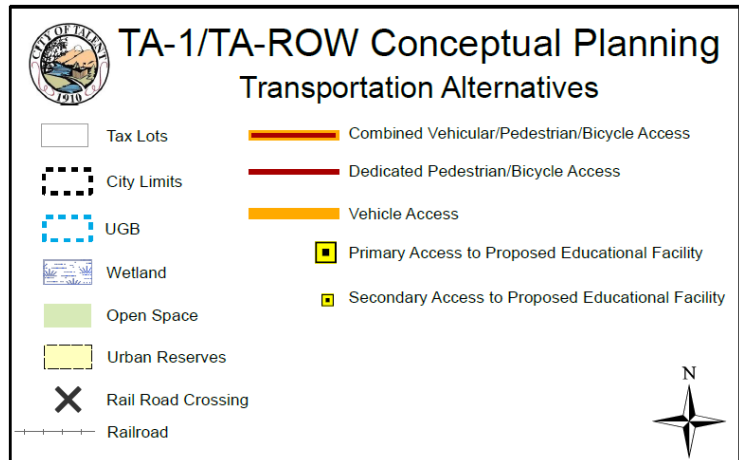 CITY OF TALENT
1910
TA-1/TA-ROW Conceptual Planning
Transportation Alternatives
Tax Lots
City Limits
UGB
Wetland
Open Space
Urban Reserves
Rail Road Crossing
Railroad
Combined Vehicular/Pedestrian/Bicycle Access
Dedicated Pedestrian/Bicycle Access
Vehicle Access
Primary Access to Proposed Educational Facility
Secondary Access to Proposed Educational Facility
N